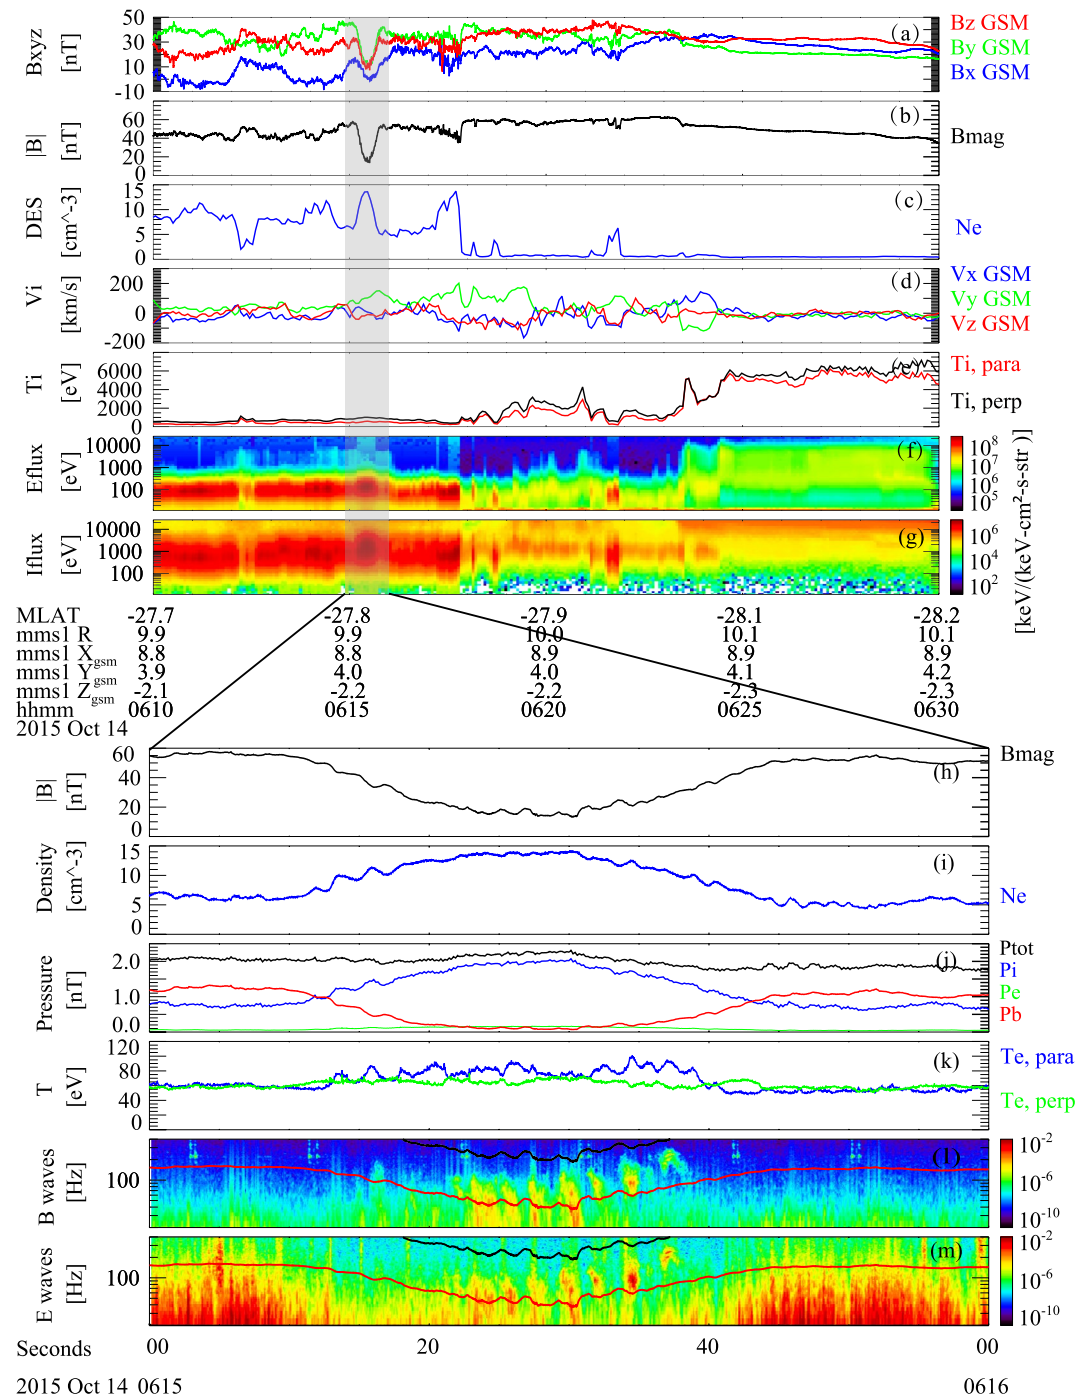 Bxyz
[nT]
50
30
10
-10
(a)
Bz GSM
By GSM
Bx GSM
|B|
[nT]
60
40
20
0
(b)
Bmag
DES
[cm^-3]
15
10
5
0
(c)
Ne
Vi
[km/s]
200
0
-200
(d)
Vx GSM
Vy GSM
Vz GSM
Ti
[eV]
6000
4000
2000
0
Ti, para
Ti, perp
Eflux
[eV]
10000
1000
100
(f)
10^8
10^7
10^6
10^5
Iflux
[eV]
10000
1000
100
(g)
10^6
10^4
10^2
[keV/(keV-cm²-s-str)]
MLAT -27.7 -27.8 -27.9 -28.1 -28.2
mms1 R 9.9 9.9 10.0 10.1 10.1
mms1 Xgsm 8.8 8.8 8.9 8.9 8.9
mms1 Ygsm 3.9 4.0 4.0 4.1 4.2
mms1 Zgsm -2.1 -2.2 -2.2 -2.3 -2.3
hhmm 0610 0615 0620 0625 0630
2015 Oct 14
|B|
[nT]
60
40
20
0
(h)
Bmag
Density
[cm^-3]
15
10
5
0
(i)
Ne
Pressure
[nT]
2.0
1.0
0.0
(j)
Ptot
Pi
Pe
Pb
T
[eV]
120
80
40
0
(k)
Te, para
Te, perp
B waves
[Hz]
100
(l)
10^-2
10^-6
10^-10
E waves
[Hz]
100
(m)
10^-2
10^-6
10^-10
Seconds 00 20 40 00
2015 Oct 14 0615 0616